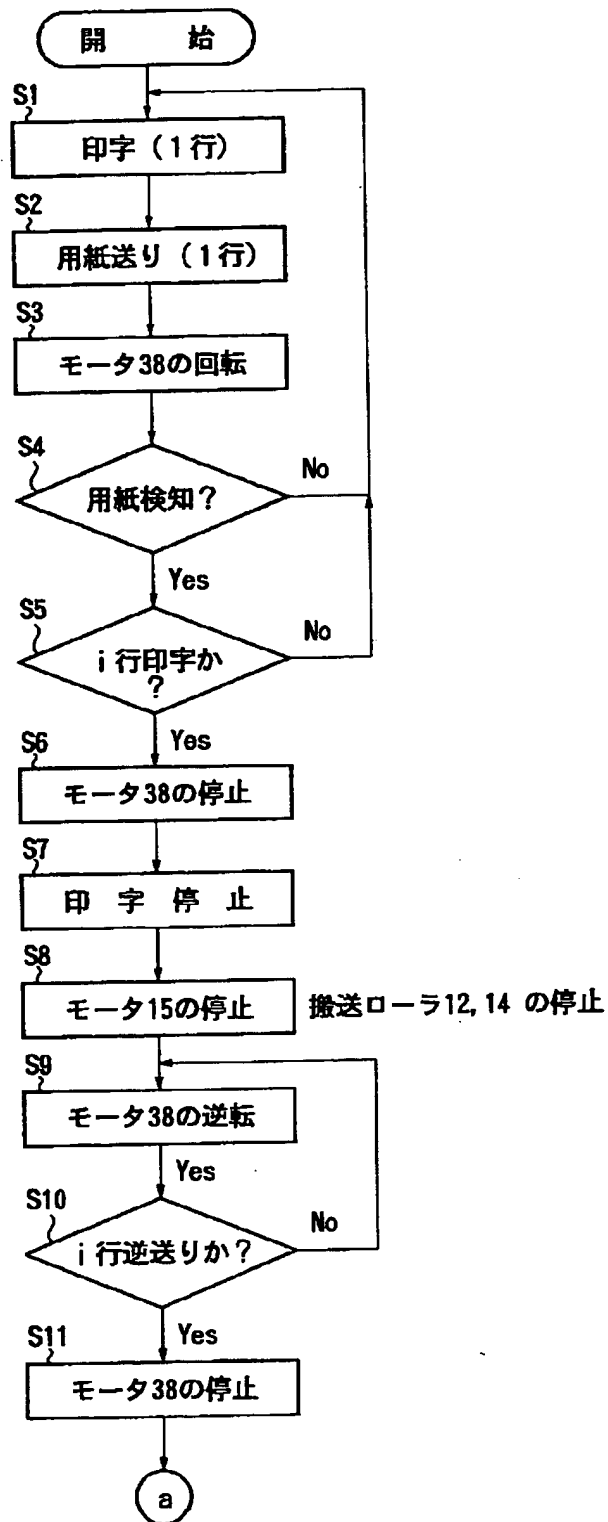 開 始
S1
印字（1行）
S2
用紙送り（1行）
S3
モータ38の回転
S4
用紙検知？
No
Yes
S5
i 行印字か
？
No
Yes
S6
モータ38の停止
S7
印 字 停 止
S8
モータ15の停止 搬送ローラ12,14 の停止
S9
モータ38の逆転
Yes
S10
i 行逆送りか？
No
Yes
S11
モータ38の停止
a